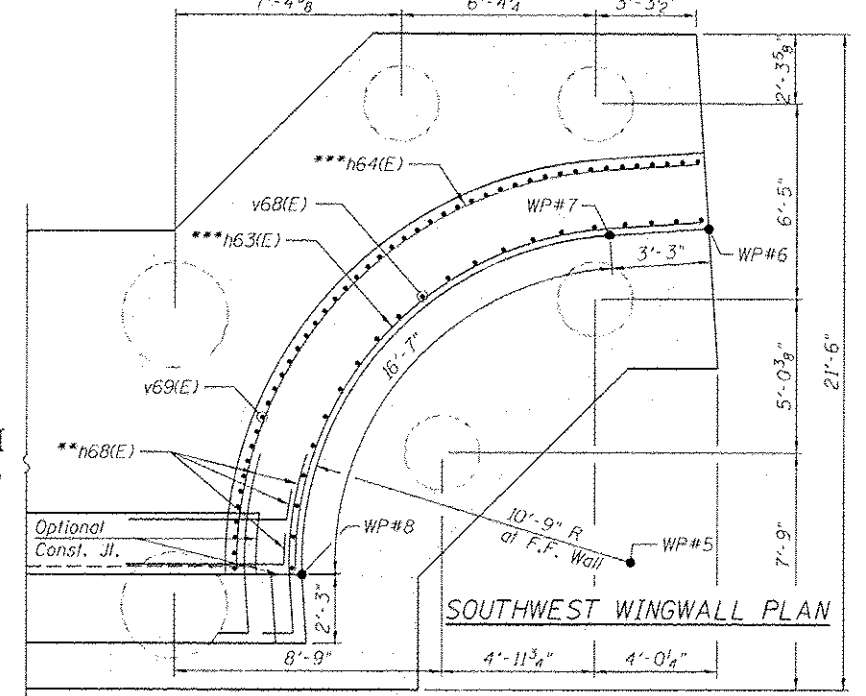 7'-4⅝"
6'-4¼"
3'-3½"
2'-3⅝"
***h64(E)
v68(E)
WP#7
***h63(E)
6'-5"
WP#6
3'-3"
16'-7"
21'-6"
5'-0⅜"
v69(E)
**h68(E)
10'-9" R
at F.F. Wall
WP#8
WP#5
Optional
Const. Jt.
7'-9"
2'-3"
SOUTHWEST WINGWALL PLAN
8'-9"
4'-11¾"
4'-0¼"